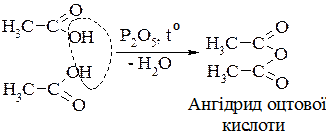 H₃C-C O
OH
P₂O₅, t°
- H₂O
OH
H₃C-C O
H₃C-C O
O
H₃C-C O
Ангідрид оцтової
кислоти